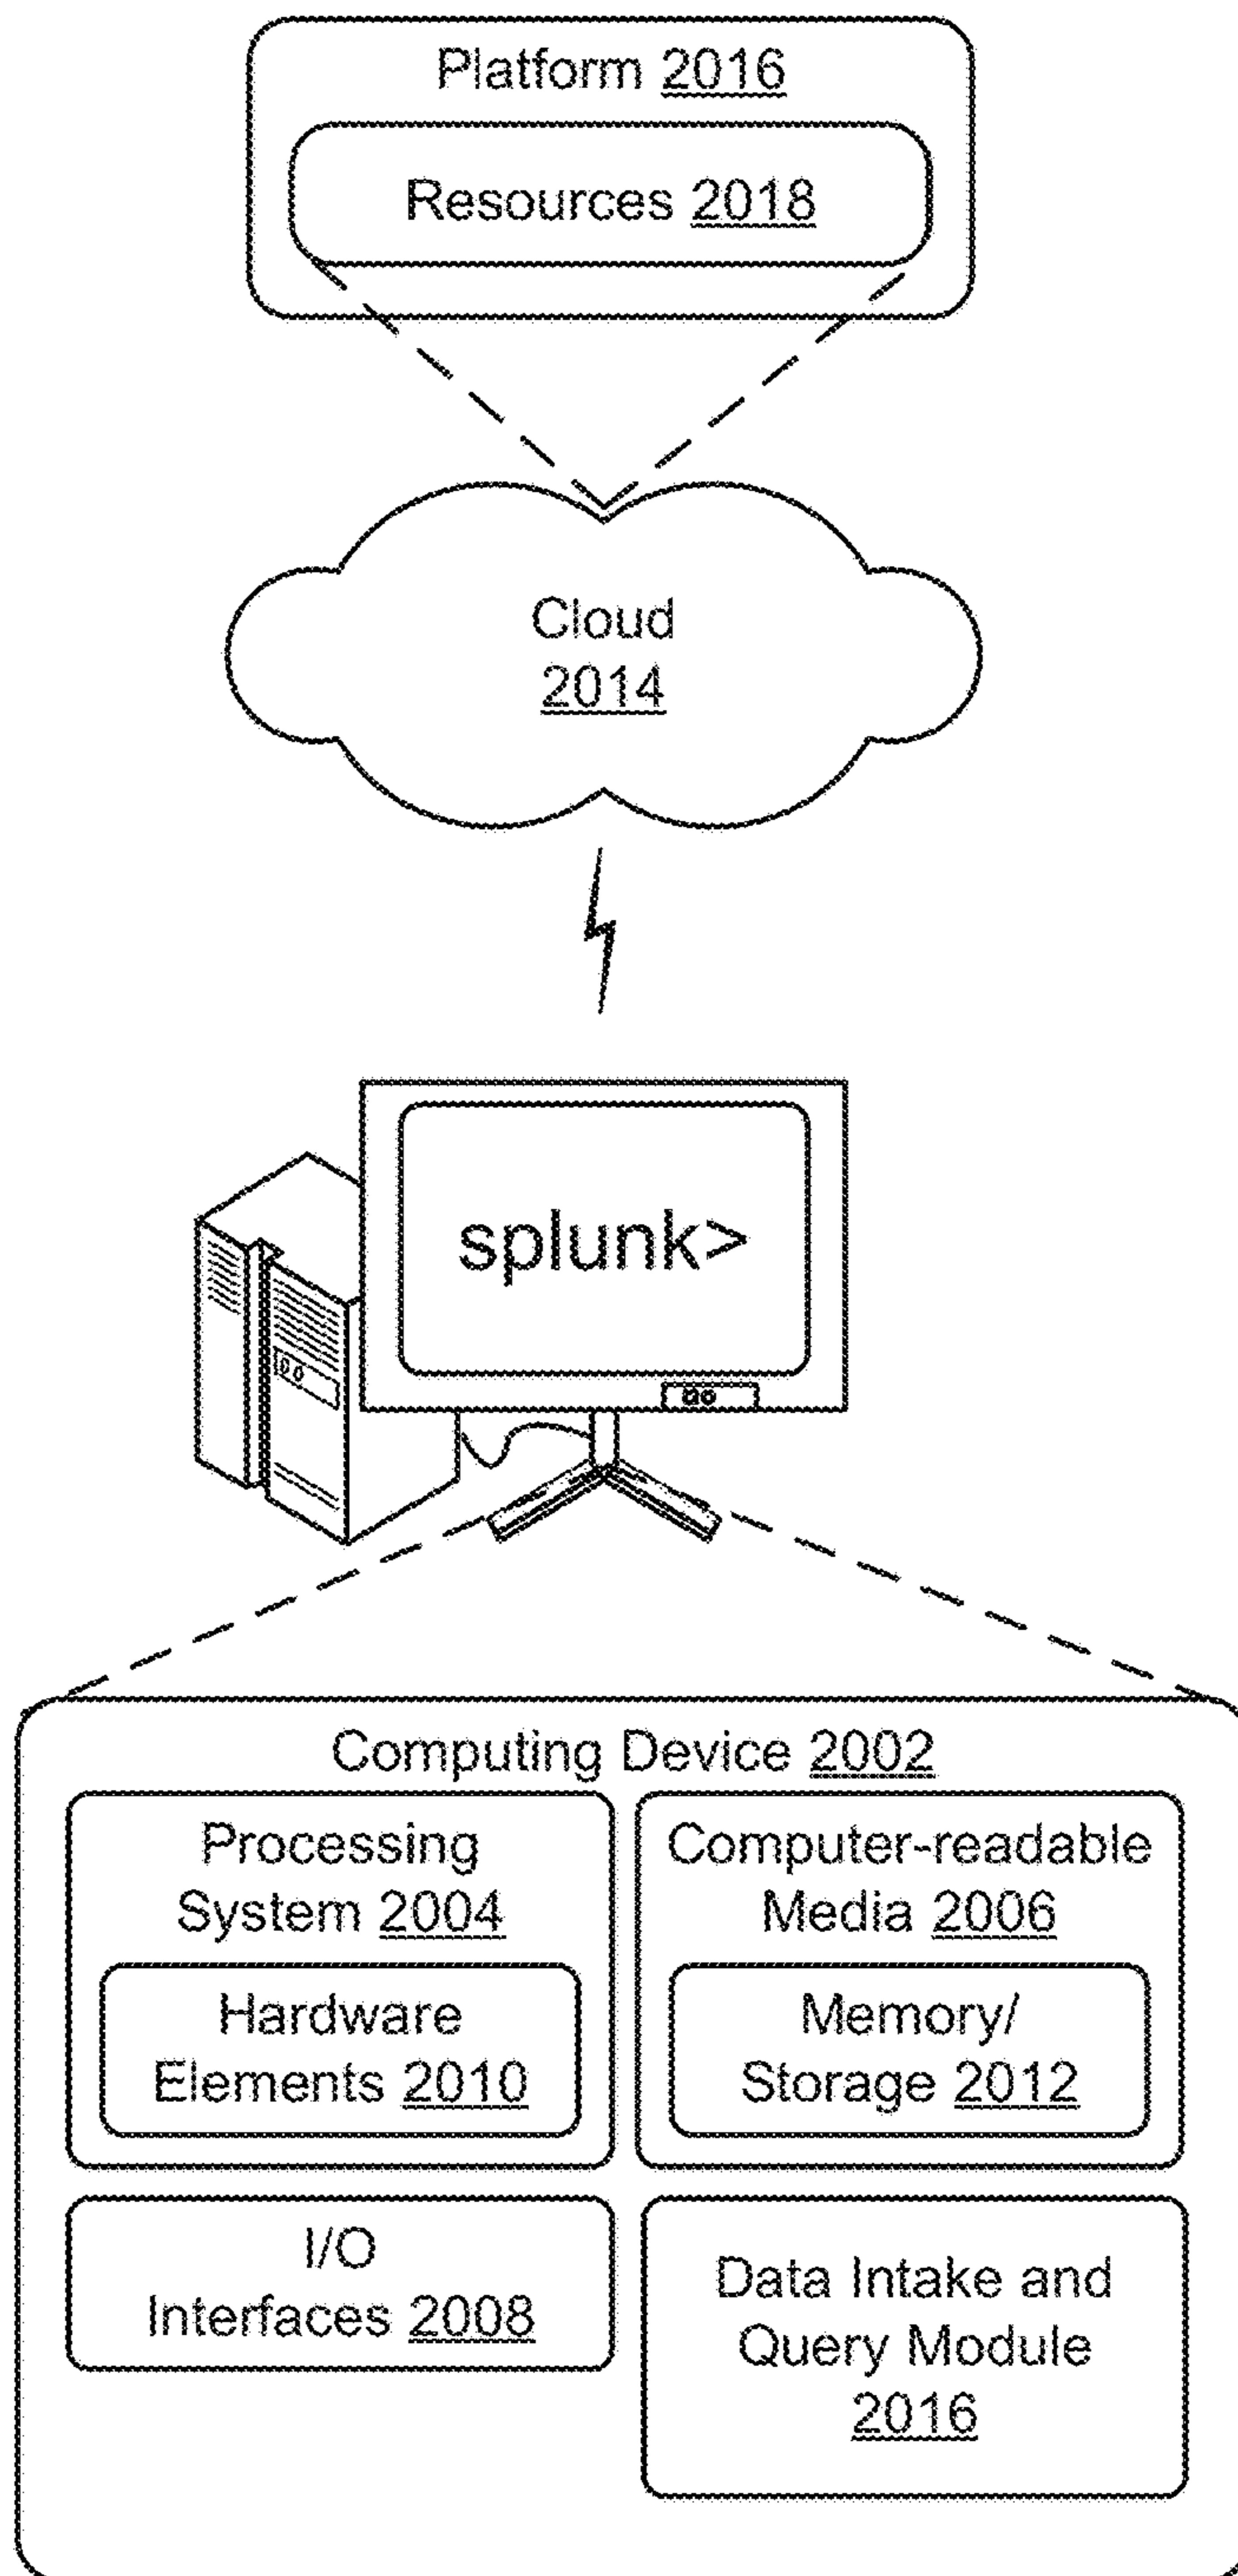 Platform 2016
Resources 2018
Cloud
2014
splunk>
Computing Device 2002
Processing
System 2004
Hardware
Elements 2010
Computer-readable
Media 2006
Memory/
Storage 2012
I/O
Interfaces 2008
Data Intake and
Query Module
2016